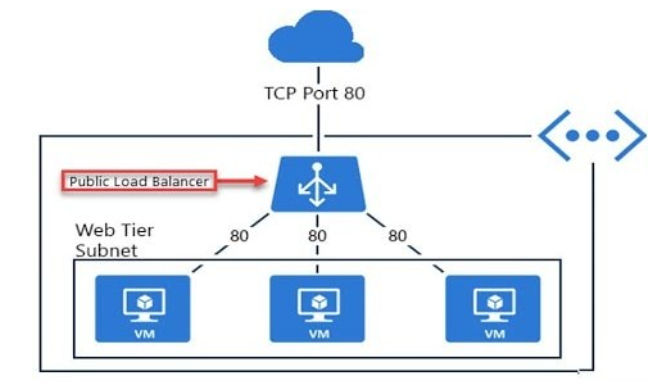 TCP Port 80
Public Load Balancer
Web Tier
Subnet
80 80 80
VM VM VM